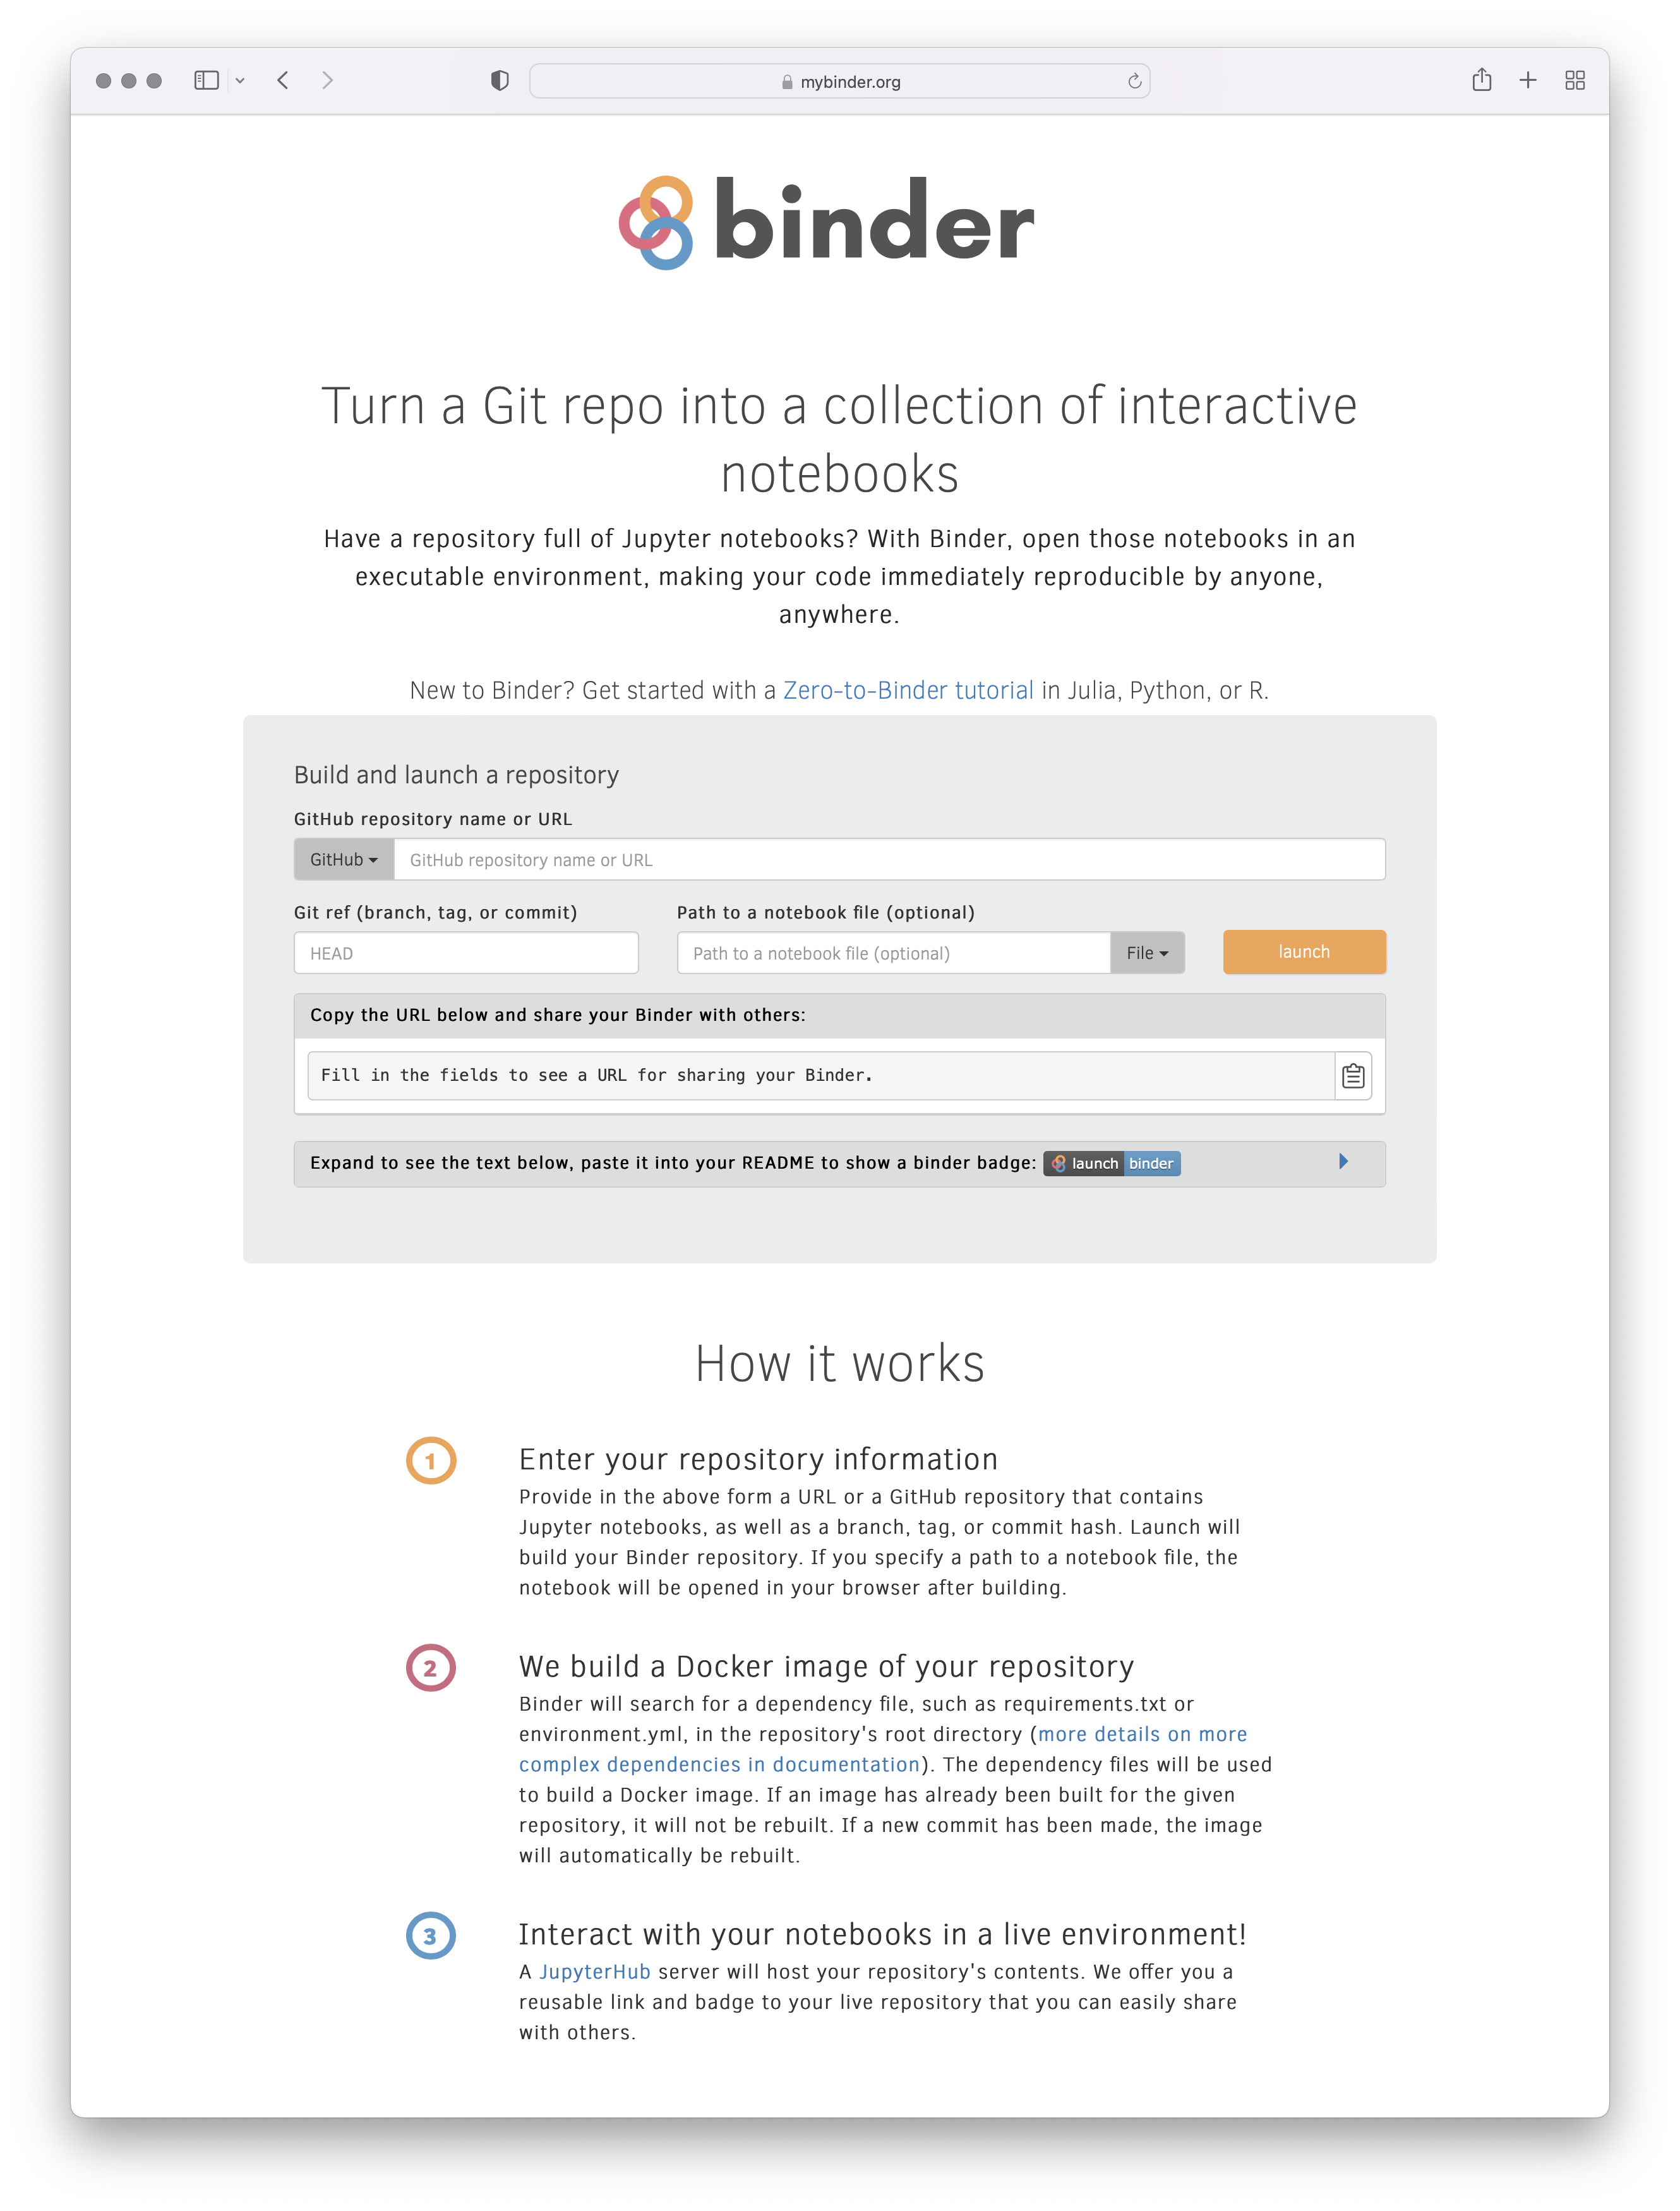 mybinder.org
binder
Turn a Git repo into a collection of interactive
notebooks
Have a repository full of Jupyter notebooks? With Binder, open those notebooks in an
executable environment, making your code immediately reproducible by anyone,
anywhere.
New to Binder? Get started with a Zero-to-Binder tutorial in Julia, Python, or R.
Build and launch a repository
GitHub repository name or URL
GitHub GitHub repository name or URL
Git ref (branch, tag, or commit) Path to a notebook file (optional)
HEAD Path to a notebook file (optional) File launch
Copy the URL below and share your Binder with others:
Fill in the fields to see a URL for sharing your Binder.
Expand to see the text below, paste it into your README to show a binder badge: launch binder
How it works
1 Enter your repository information
Provide in the above form a URL or a GitHub repository that contains
Jupyter notebooks, as well as a branch, tag, or commit hash. Launch will
build your Binder repository. If you specify a path to a notebook file, the
notebook will be opened in your browser after building.
2 We build a Docker image of your repository
Binder will search for a dependency file, such as requirements.txt or
environment.yml, in the repository's root directory (more details on more
complex dependencies in documentation). The dependency files will be used
to build a Docker image. If an image has already been built for the given
repository, it will not be rebuilt. If a new commit has been made, the image
will automatically be rebuilt.
3 Interact with your notebooks in a live environment!
A JupyterHub server will host your repository's contents. We offer you a
reusable link and badge to your live repository that you can easily share
with others.